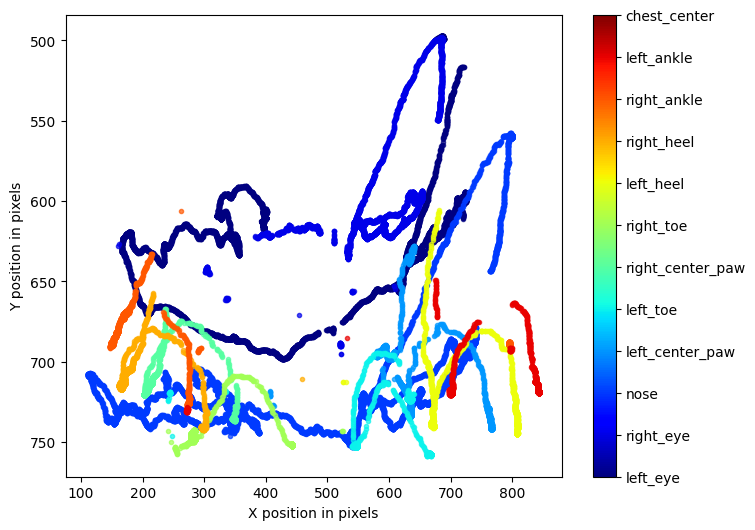 chest_center
500
left_ankle
550
right_ankle
right_heel
600
left_heel
650
right_toe
right_center_paw
700
left_toe
left_center_paw
750
nose
right_eye
left_eye
100 200 300 400 500 600 700 800
X position in pixels
Y position in pixels